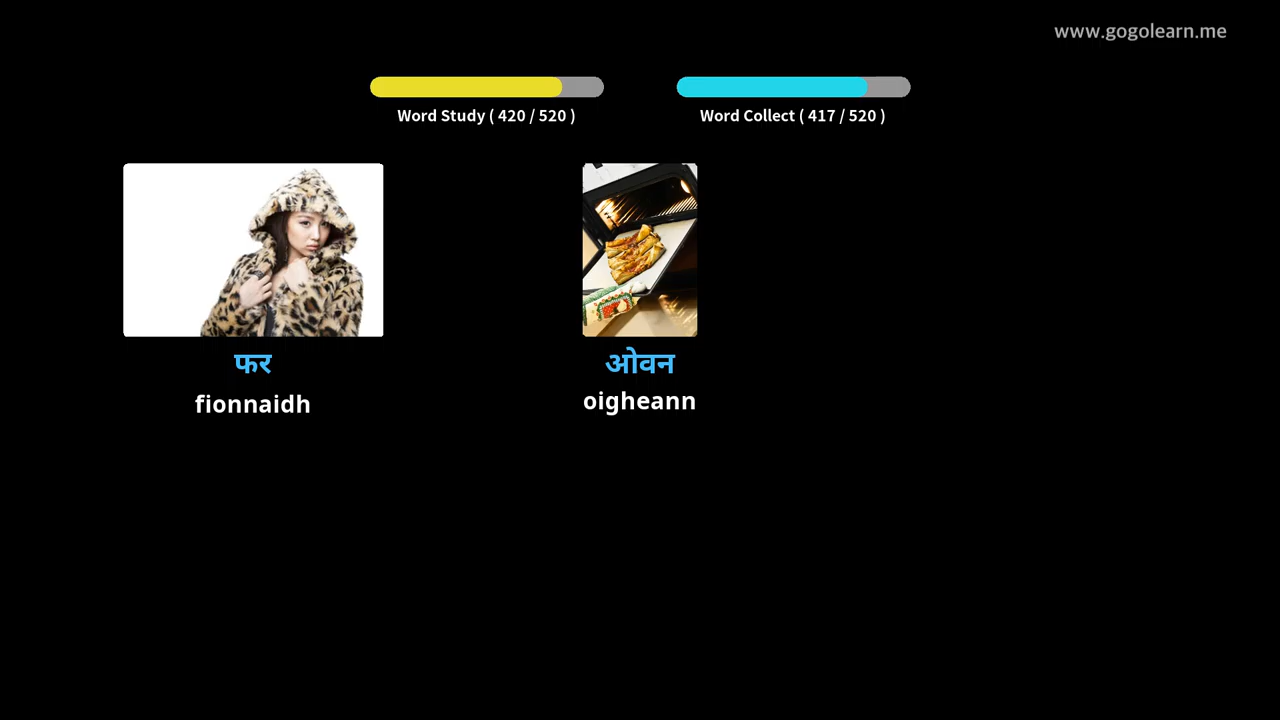 www.gogolearn.me
Word Study ( 420 / 520 )
Word Collect ( 417 / 520 )
फर
fionnaidh
ओवन
oigheann